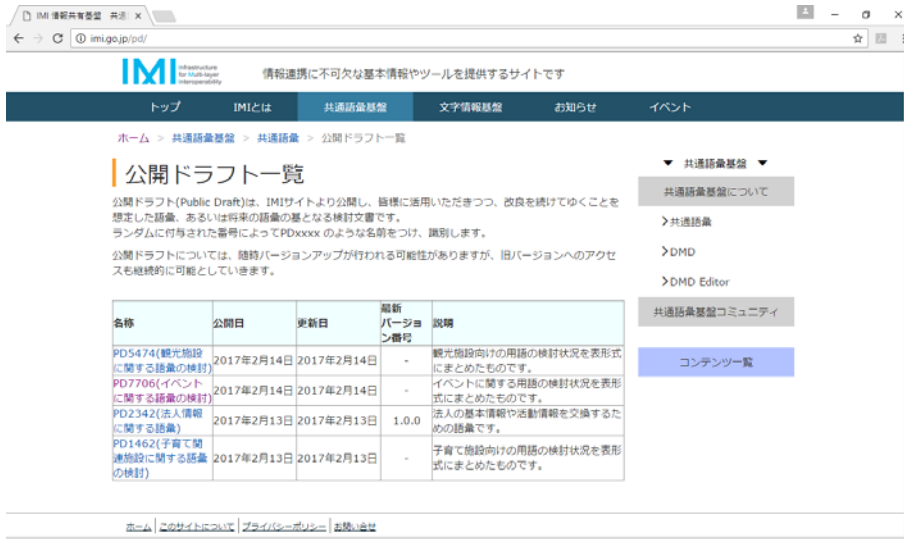 IMI 情報共有基盤 共通
imi.go.jp/pd/
IMI Infrastructure for Multi-layer Interoperability
情報連携に不可欠な基本情報やツールを提供するサイトです
トップ IMIとは 共通語彙基盤 文字情報基盤 お知らせ イベント
ホーム > 共通語彙基盤 > 共通語彙 > 公開ドラフト一覧
公開ドラフト一覧
公開ドラフト(Public Draft)は、IMIサイトより公開し、皆様に活用いただきつつ、改良を続けてゆくことを
想定した語彙、あるいは将来の語彙の基となる検討文書です。
ランダムに付与された番号によってPDxxxx のような名前をつけ、識別します。
公開ドラフトについては、随時バージョンアップが行われる可能性がありますが、旧バージョンへのアクセ
スも継続的に可能としていきます。
名称 公開日 更新日 最新バージョン番号 説明
PD5474(観光施設に関する語彙の検討) 2017年2月14日 2017年2月14日 - 観光施設向けの用語の検討状況を表形式にまとめたものです。
PD7706(イベントに関する語彙の検討) 2017年2月14日 2017年2月14日 - イベントに関する用語の検討状況を表形式にまとめたものです。
PD2342(法人情報に関する語彙) 2017年2月13日 2017年2月13日 1.0.0 法人の基本情報や活動情報を交換するための語彙です。
PD1462(子育て関連施設に関する語彙の検討) 2017年2月13日 2017年2月13日 - 子育て施設向けの用語の検討状況を表形式にまとめたものです。
▼ 共通語彙基盤 ▼
共通語彙基盤について
>共通語彙
>DMD
>DMD Editor
共通語彙基盤コミュニティ
コンテンツ一覧
ホーム | このサイトについて | プライバシーポリシー | お問い合せ